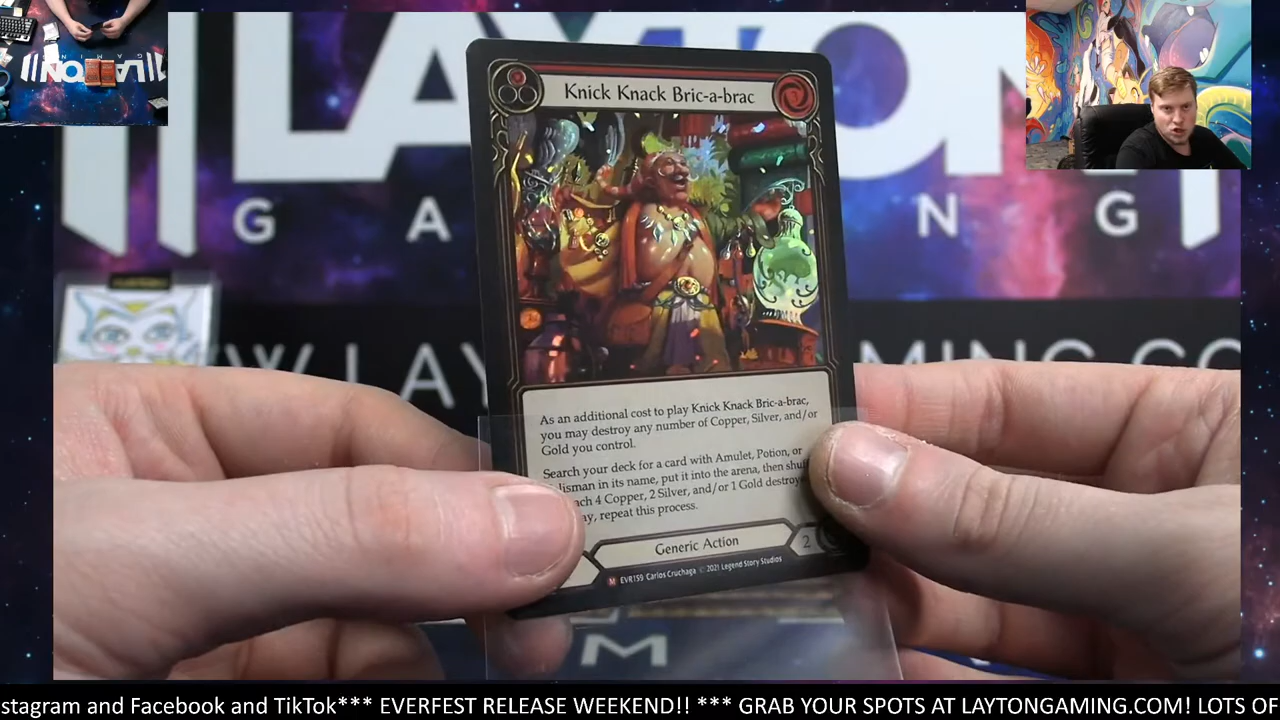 Knick Knack Bric-a-brac
As an additional cost to play Knick Knack Bric-a-brac,
you may destroy any number of Copper, Silver, and/or
Gold you control.
Search your deck for a card with Amulet, Potion, or
in its name, put it into the arena, then
4 Copper, 2 Silver, and/or 1 Gold
repeat this process.
Generic Action
2
M EVR159 Carlos Cruchaga © 2021 Legend Story Studios
G A N G
stagram and Facebook and TikTok*** EVERFEST RELEASE WEEKEND!! *** GRAB YOUR SPOTS AT LAYTONGAMING.COM! LOTS OF